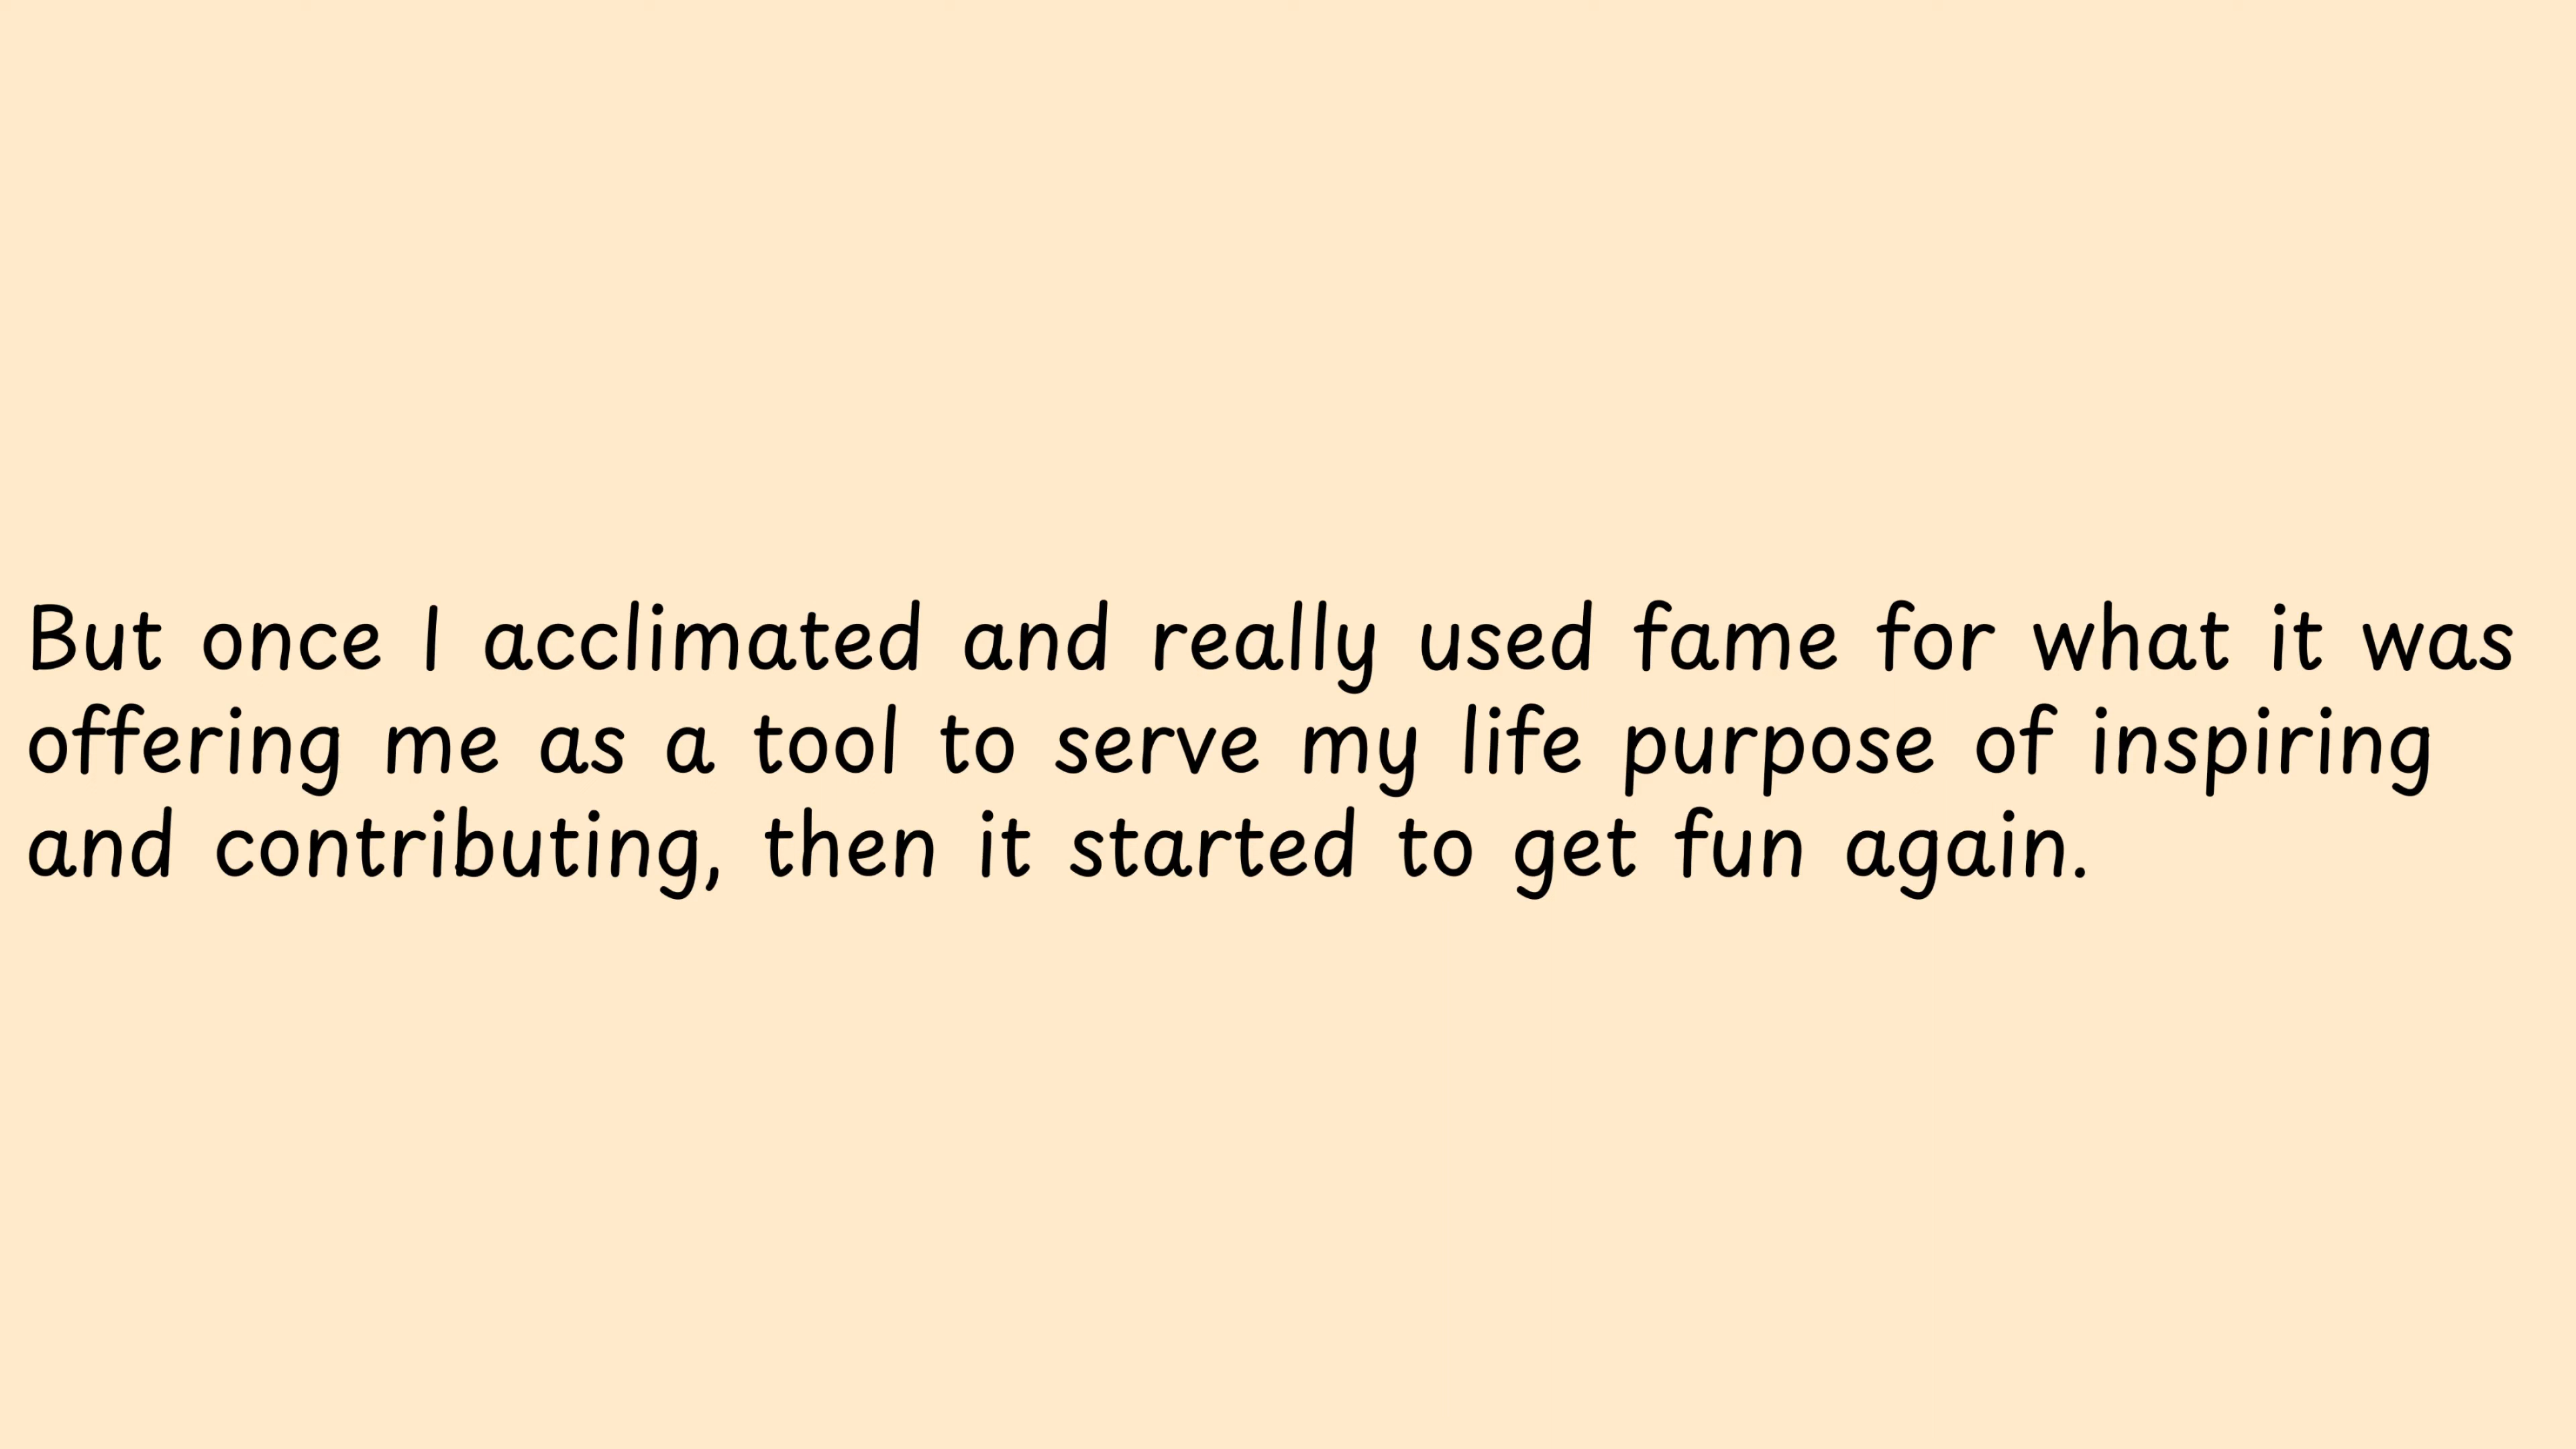 But once I acclimated and really used fame for what it was
offering me as a tool to serve my life purpose of inspiring
and contributing, then it started to get fun again.